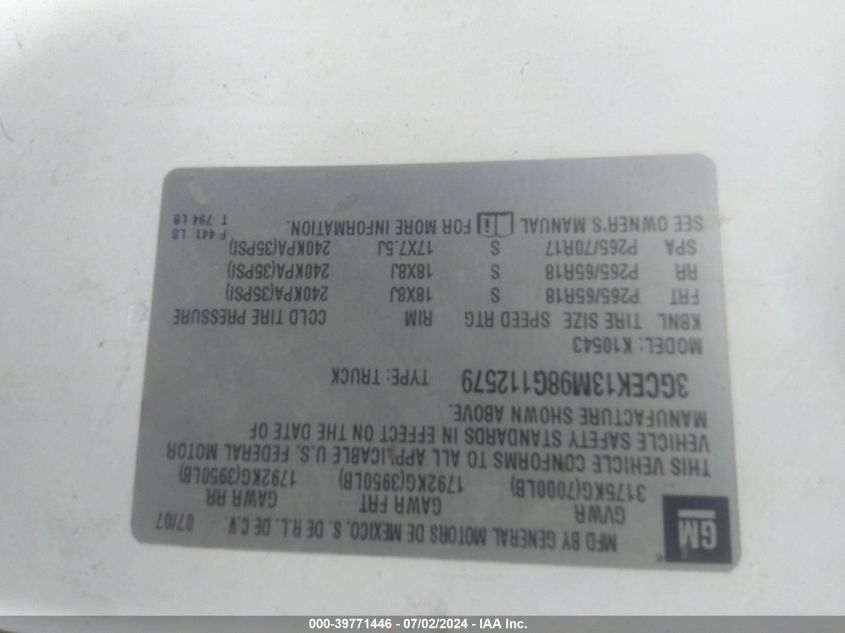 GM
MFD BY GENERAL MOTORS DE MEXICO, S. DE R.L. DE C.V. 07/07
GVWR GAWR FRT GAWR RR
3175KG(7000LB) 1792KG(3950LB) 1792KG(3950LB)
THIS VEHICLE CONFORMS TO ALL APPLICABLE U.S. FEDERAL MOTOR
VEHICLE SAFETY STANDARDS IN EFFECT ON THE DATE OF
MANUFACTURE SHOWN ABOVE.
3GCEK13M98G112579 TYPE: TRUCK
MODEL: K10543
KBNL TIRE SIZE SPEED RTG RIM COLD TIRE PRESSURE
FRT P265/65R18 S 18X8J 240KPA(35PSI)
RR P265/65R18 S 18X8J 240KPA(35PSI)
SPA P265/70R17 S 17X7.5J 240KPA(35PSI)
SEE OWNER'S MANUAL i FOR MORE INFORMATION.
F 441 LB
T 794 LB
000-39771446 - 07/02/2024 - IAA Inc.